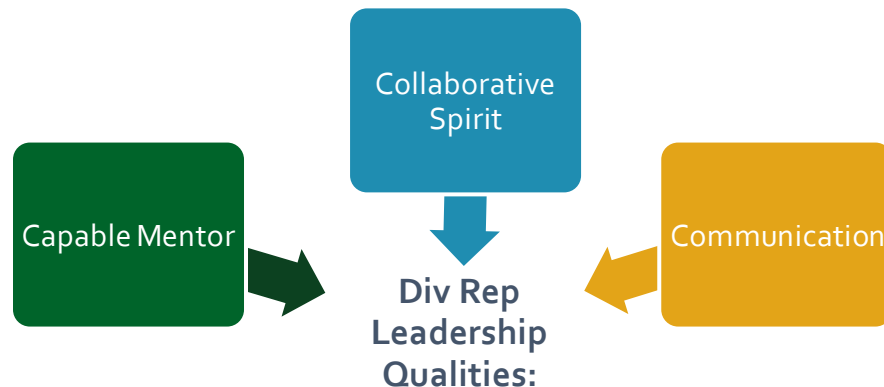 Collaborative
Spirit
Capable Mentor
Communication
Div Rep
Leadership
Qualities: